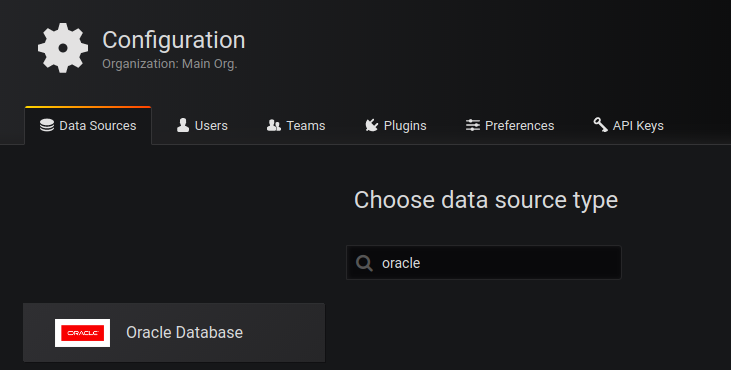 Configuration
Organization: Main Org.
Data Sources Users Teams Plugins Preferences API Keys
Choose data source type
oracle
ORACLE Oracle Database